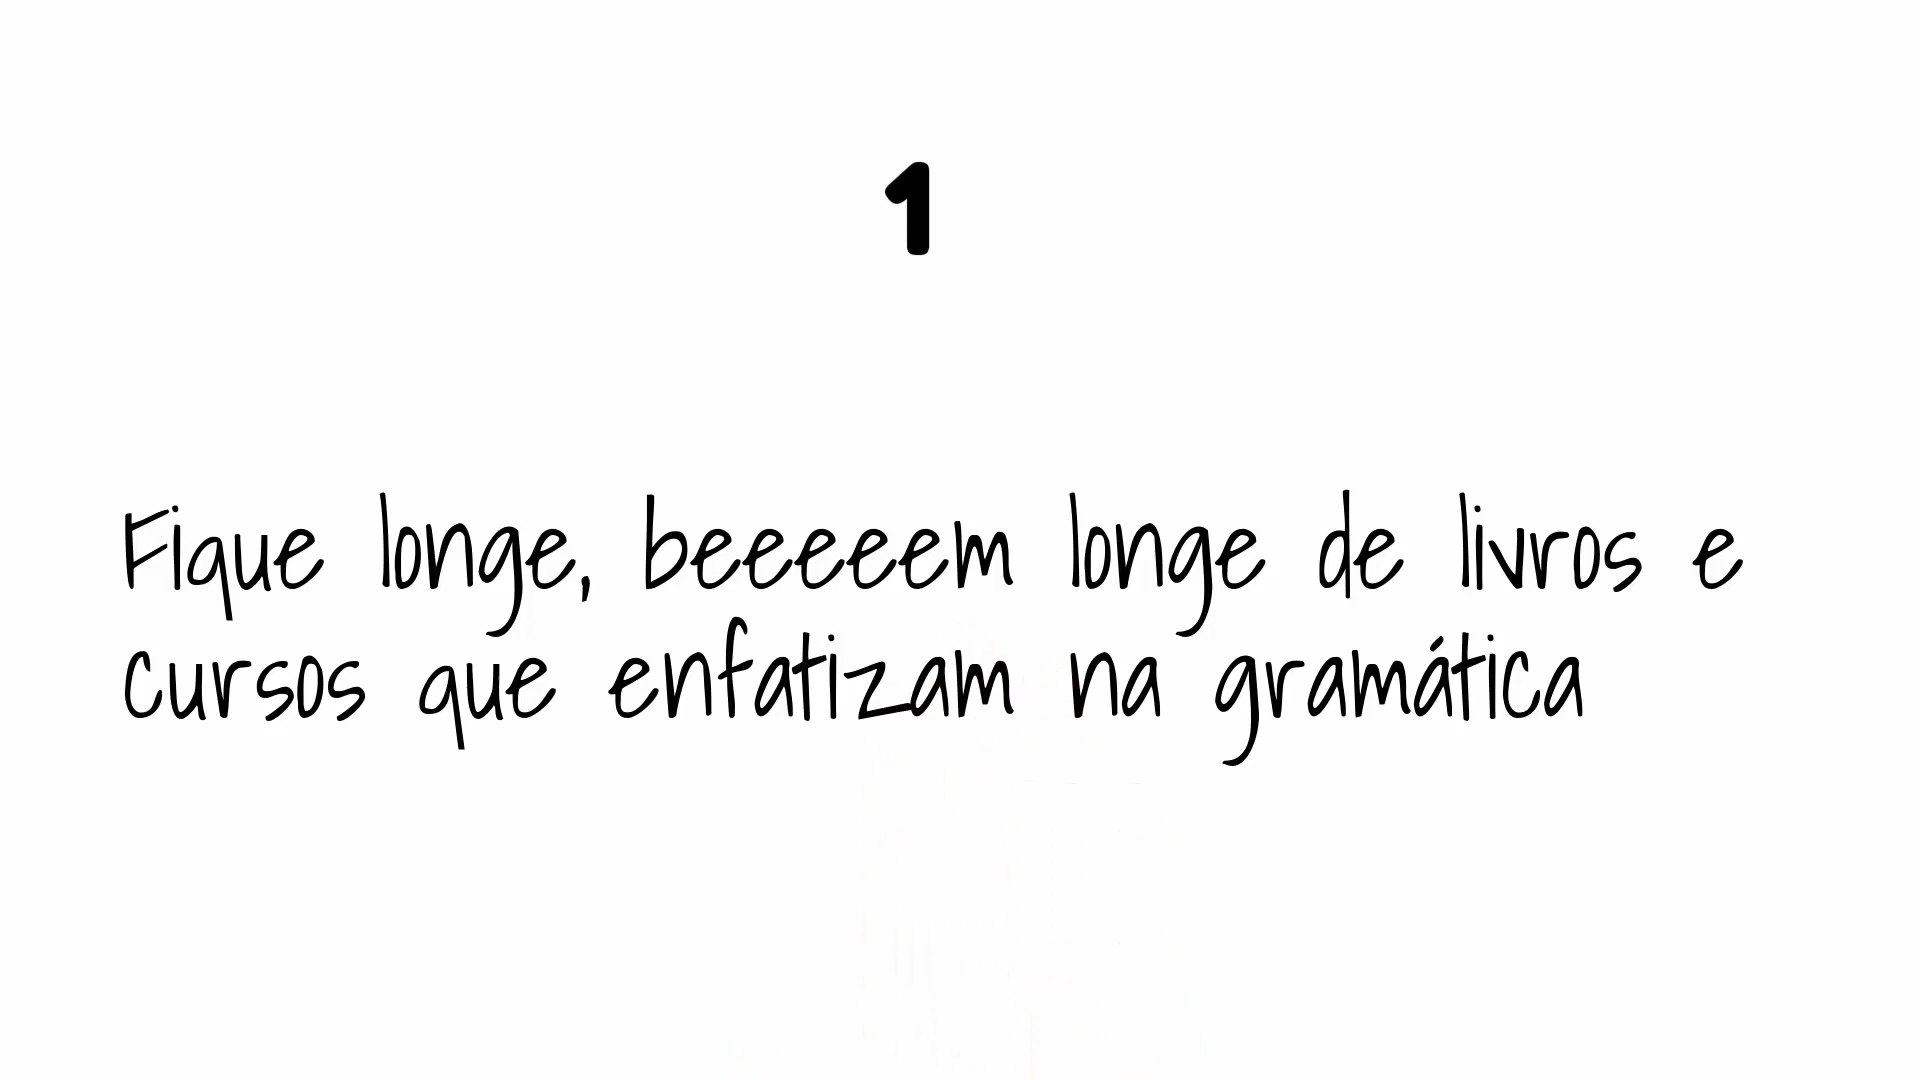 1
Fique longe, beeeeeem longe de livros e
cursos que enfatizam na gramática